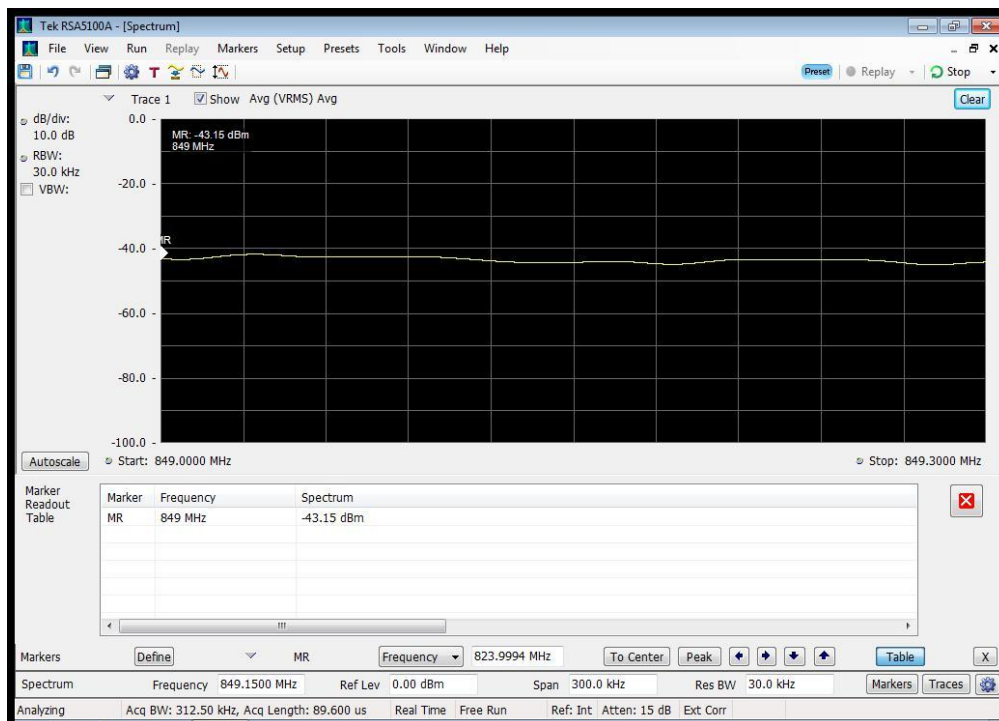 Tek RSA5100A - [Spectrum]
File View Run Replay Markers Setup Presets Tools Window Help
T Preset Replay Stop
Trace 1 Show Avg (VRMS) Avg Clear
dB/div:
10.0 dB
RBW:
30.0 kHz
VBW:
0.0
MR: -43.15 dBm
849 MHz
-20.0
MR
-40.0
-60.0
-80.0
-100.0
Autoscale Start: 849.0000 MHz Stop: 849.3000 MHz
Marker
Readout
Table
Marker Frequency Spectrum
MR 849 MHz -43.15 dBm
Markers Define MR Frequency 823.9994 MHz To Center Peak Table X
Spectrum Frequency 849.1500 MHz Ref Lev 0.00 dBm Span 300.0 kHz Res BW 30.0 kHz Markers Traces
Analyzing Acq BW: 312.50 kHz, Acq Length: 89.600 us Real Time Free Run Ref: Int Atten: 15 dB Ext Corr